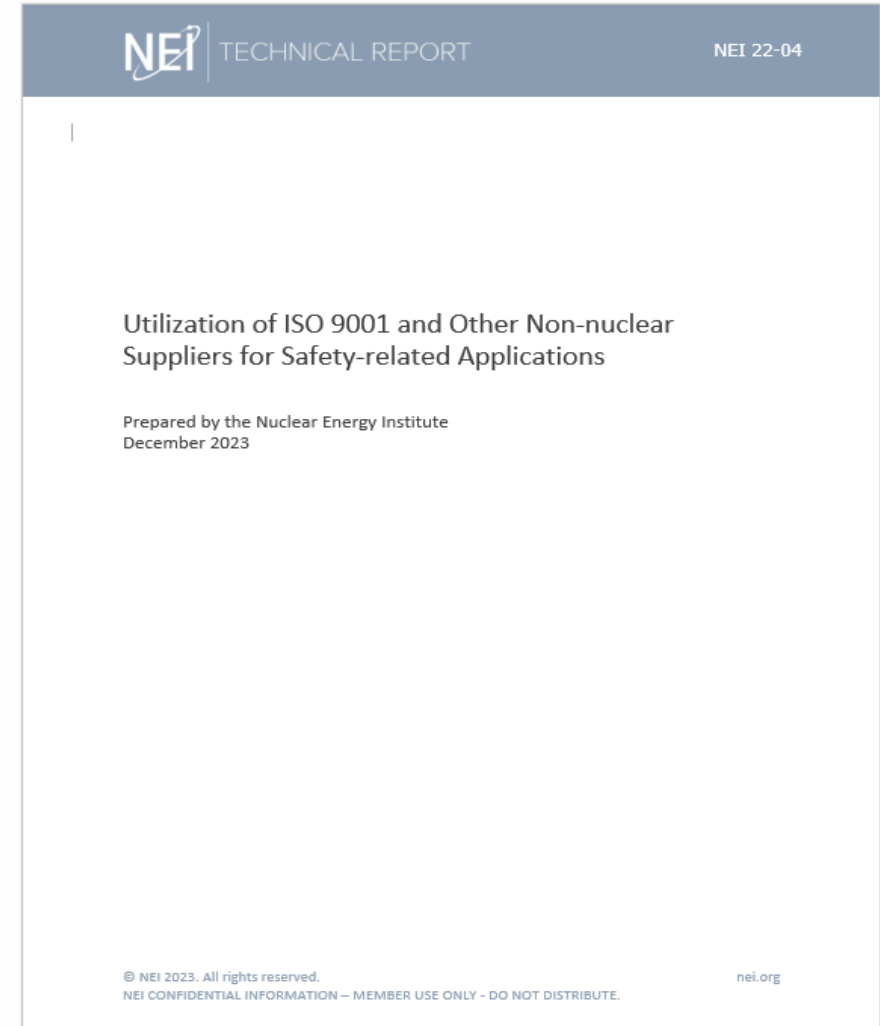 NEI TECHNICAL REPORT NEI 22-04
Utilization of ISO 9001 and Other Non-nuclear
Suppliers for Safety-related Applications
Prepared by the Nuclear Energy Institute
December 2023
© NEI 2023. All rights reserved. nei.org
NEI CONFIDENTIAL INFORMATION – MEMBER USE ONLY - DO NOT DISTRIBUTE.